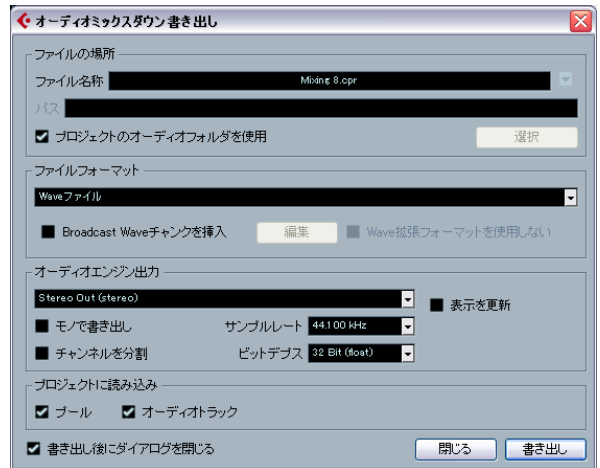 オーディオミックスダウン書き出し
ファイルの場所
ファイル名称 Mixing 8.cpr
パス
プロジェクトのオーディオフォルダを使用 選択
ファイルフォーマット
Waveファイル
Broadcast Waveチャンクを挿入 編集 Wave拡張フォーマットを使用しない
オーディオエンジン出力
Stereo Out (stereo) 表示を更新
モノで書き出し サンプルレート 44.100 kHz
チャンネルを分割 ビットデプス 32 Bit (float)
プロジェクトに読み込み
プール オーディオトラック
書き出し後にダイアログを閉じる 閉じる 書き出し